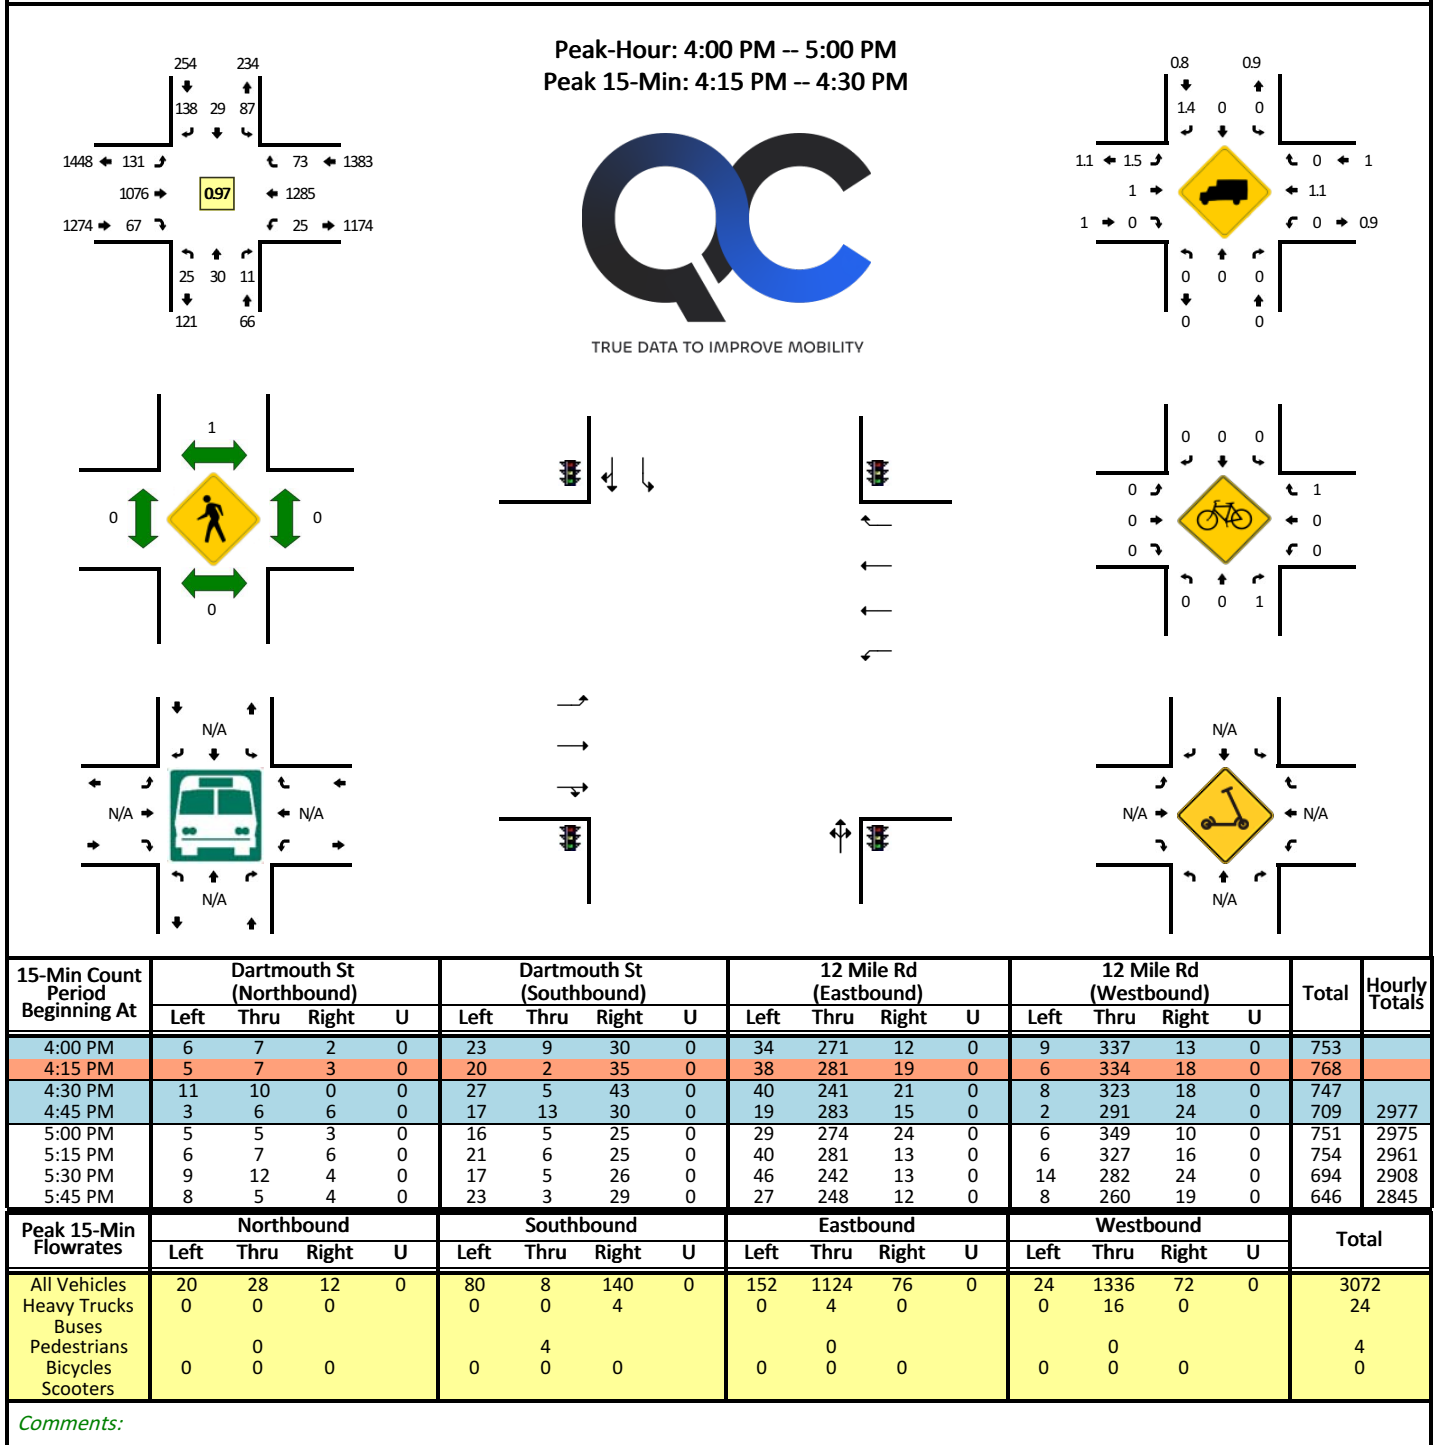 Peak-Hour: 4:00 PM -- 5:00 PM
Peak 15-Min: 4:15 PM -- 4:30 PM
254 234
138 29 87
1448 131 73 1383
1076 0.97 1285
1274 67 25 1174
25 30 11
121 66
QC
TRUE DATA TO IMPROVE MOBILITY
0.8 0.9
1.4 0 0
1.1 1.5 0 1
1 1.1
1 0 0 0.9
0 0 0
0 0
1
0 0
0
0 0 0
0 1
0 0
0 0
0 0 1
N/A
N/A N/A
N/A
N/A
N/A N/A
N/A
15-Min Count Period Beginning At Dartmouth St (Northbound) Dartmouth St (Southbound) 12 Mile Rd (Eastbound) 12 Mile Rd (Westbound) Total Hourly Totals
Left Thru Right U Left Thru Right U Left Thru Right U Left Thru Right U
4:00 PM 6 7 2 0 23 9 30 0 34 271 12 0 9 337 13 0 753
4:15 PM 5 7 3 0 20 2 35 0 38 281 19 0 6 334 18 0 768
4:30 PM 11 10 0 0 27 5 43 0 40 241 21 0 8 323 18 0 747
4:45 PM 3 6 6 0 17 13 30 0 19 283 15 0 2 291 24 0 709 2977
5:00 PM 5 5 3 0 16 5 25 0 29 274 24 0 6 349 10 0 751 2975
5:15 PM 6 7 6 0 21 6 25 0 40 281 13 0 6 327 16 0 754 2961
5:30 PM 9 12 4 0 17 5 26 0 46 242 13 0 14 282 24 0 694 2908
5:45 PM 8 5 4 0 23 3 29 0 27 248 12 0 8 260 19 0 646 2845
Peak 15-Min Flowrates Northbound Southbound Eastbound Westbound Total
Left Thru Right U Left Thru Right U Left Thru Right U Left Thru Right U
All Vehicles 20 28 12 0 80 8 140 0 152 1124 76 0 24 1336 72 0 3072
Heavy Trucks 0 0 0 0 0 4 0 4 0 0 16 0 24
Buses
Pedestrians 0 4 0 0 4
Bicycles 0 0 0 0 0 0 0 0 0 0 0 0 0
Scooters
Comments: